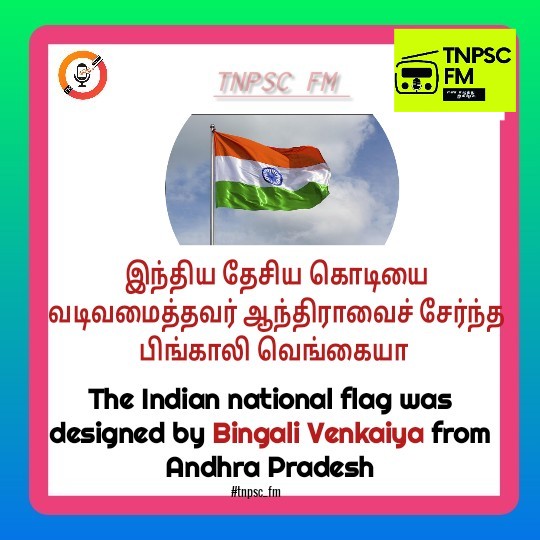 TNPSC FM
TNPSC
FM
இந்திய தேசிய கொடியை
வடிவமைத்தவர் ஆந்திராவைச் சேர்ந்த
பிங்காலி வெங்கையா
The Indian national flag was
designed by Bingali Venkaiya from
Andhra Pradesh
#tnpsc_fm